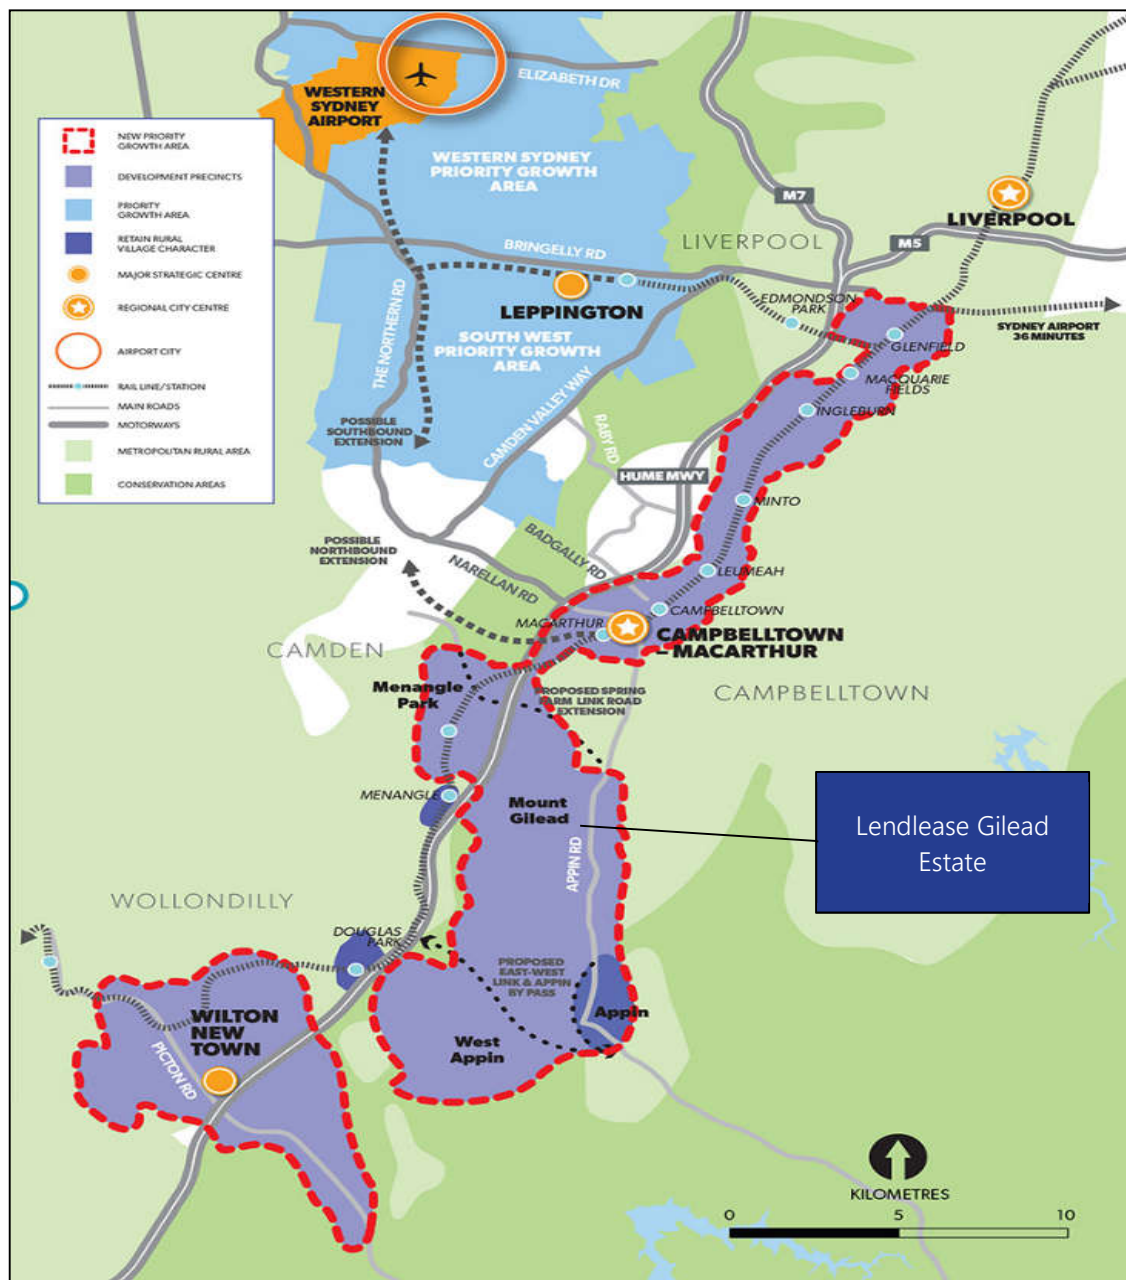 WESTERN
SYDNEY
AIRPORT
ELIZABETH DR
NEW PRIORITY
GROWTH AREA
DEVELOPMENT PRECINCTS
PRIORITY
GROWTH AREA
RETAIN RURAL
VILLAGE CHARACTER
MAJOR STRATEGIC CENTRE
REGIONAL CITY CENTRE
AIRPORT CITY
RAIL LINE/STATION
MAIN ROADS
MOTORWAYS
METROPOLITAN RURAL AREA
CONSERVATION AREAS
WESTERN SYDNEY
PRIORITY GROWTH
AREA
M7
LIVERPOOL
LIVERPOOL
M5
BRINGELLY RD
THE NORTHERN RD
LEPPINGTON
EDMONDSON
PARK
SYDNEY AIRPORT
36 MINUTES
GLENFIELD
SOUTH WEST
PRIORITY GROWTH
AREA
MACQUARIE
FIELDS
INGLEBURN
CAMDEN VALLEY WAY
RABY RD
POSSIBLE
SOUTHBOUND
EXTENSION
HUME MWY
MINTO
POSSIBLE
NORTHBOUND
EXTENSION
BADGALLY RD
NARELLAN RD
LEUMEAH
CAMPBELLTOWN
MACARTHUR
CAMPBELLTOWN
– MACARTHUR
CAMDEN
CAMPBELLTOWN
Menangle
Park
PROPOSED SPRING
FARM LINK ROAD
EXTENSION
MENANGLE
Mount
Gilead
APPIN RD
Lendlease Gilead
Estate
WOLLONDILLY
DOUGLAS
PARK
PROPOSED
EAST-WEST
LINK & APPIN
BY PASS
Appin
West
Appin
WILTON
NEW
TOWN
PICTON RD
KILOMETRES
0 5 10